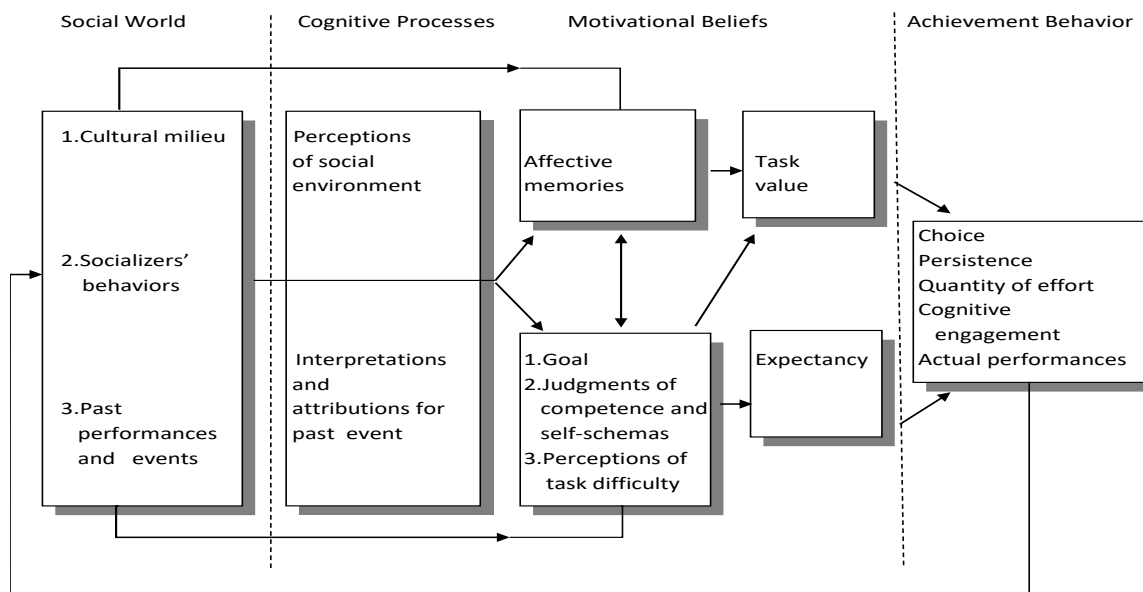 Social World
Cognitive Processes
Motivational Beliefs
Achievement Behavior
1.Cultural milieu
2.Socializers’
behaviors
3.Past
performances
and events
Perceptions
of social
environment
Interpretations
and
attributions for
past event
Affective
memories
Task
value
1.Goal
2.Judgments of
competence and
self-schemas
3.Perceptions of
task difficulty
Expectancy
Choice
Persistence
Quantity of effort
Cognitive
engagement
Actual performances